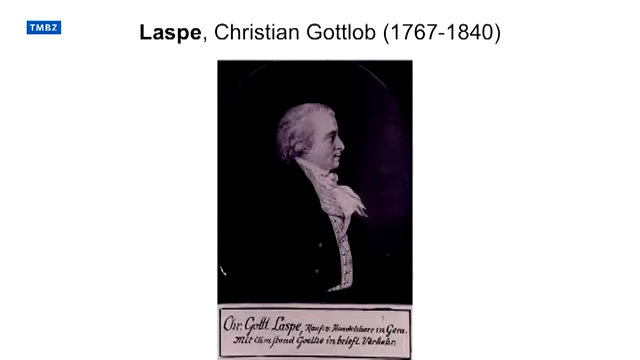 TMBZ
Laspe, Christian Gottlob (1767-1840)
Chr. Gottl. Laspe, Kauf- u. Handelsherr in Gera.
Mit ihm stand Goethe in briefl. Verkehr.